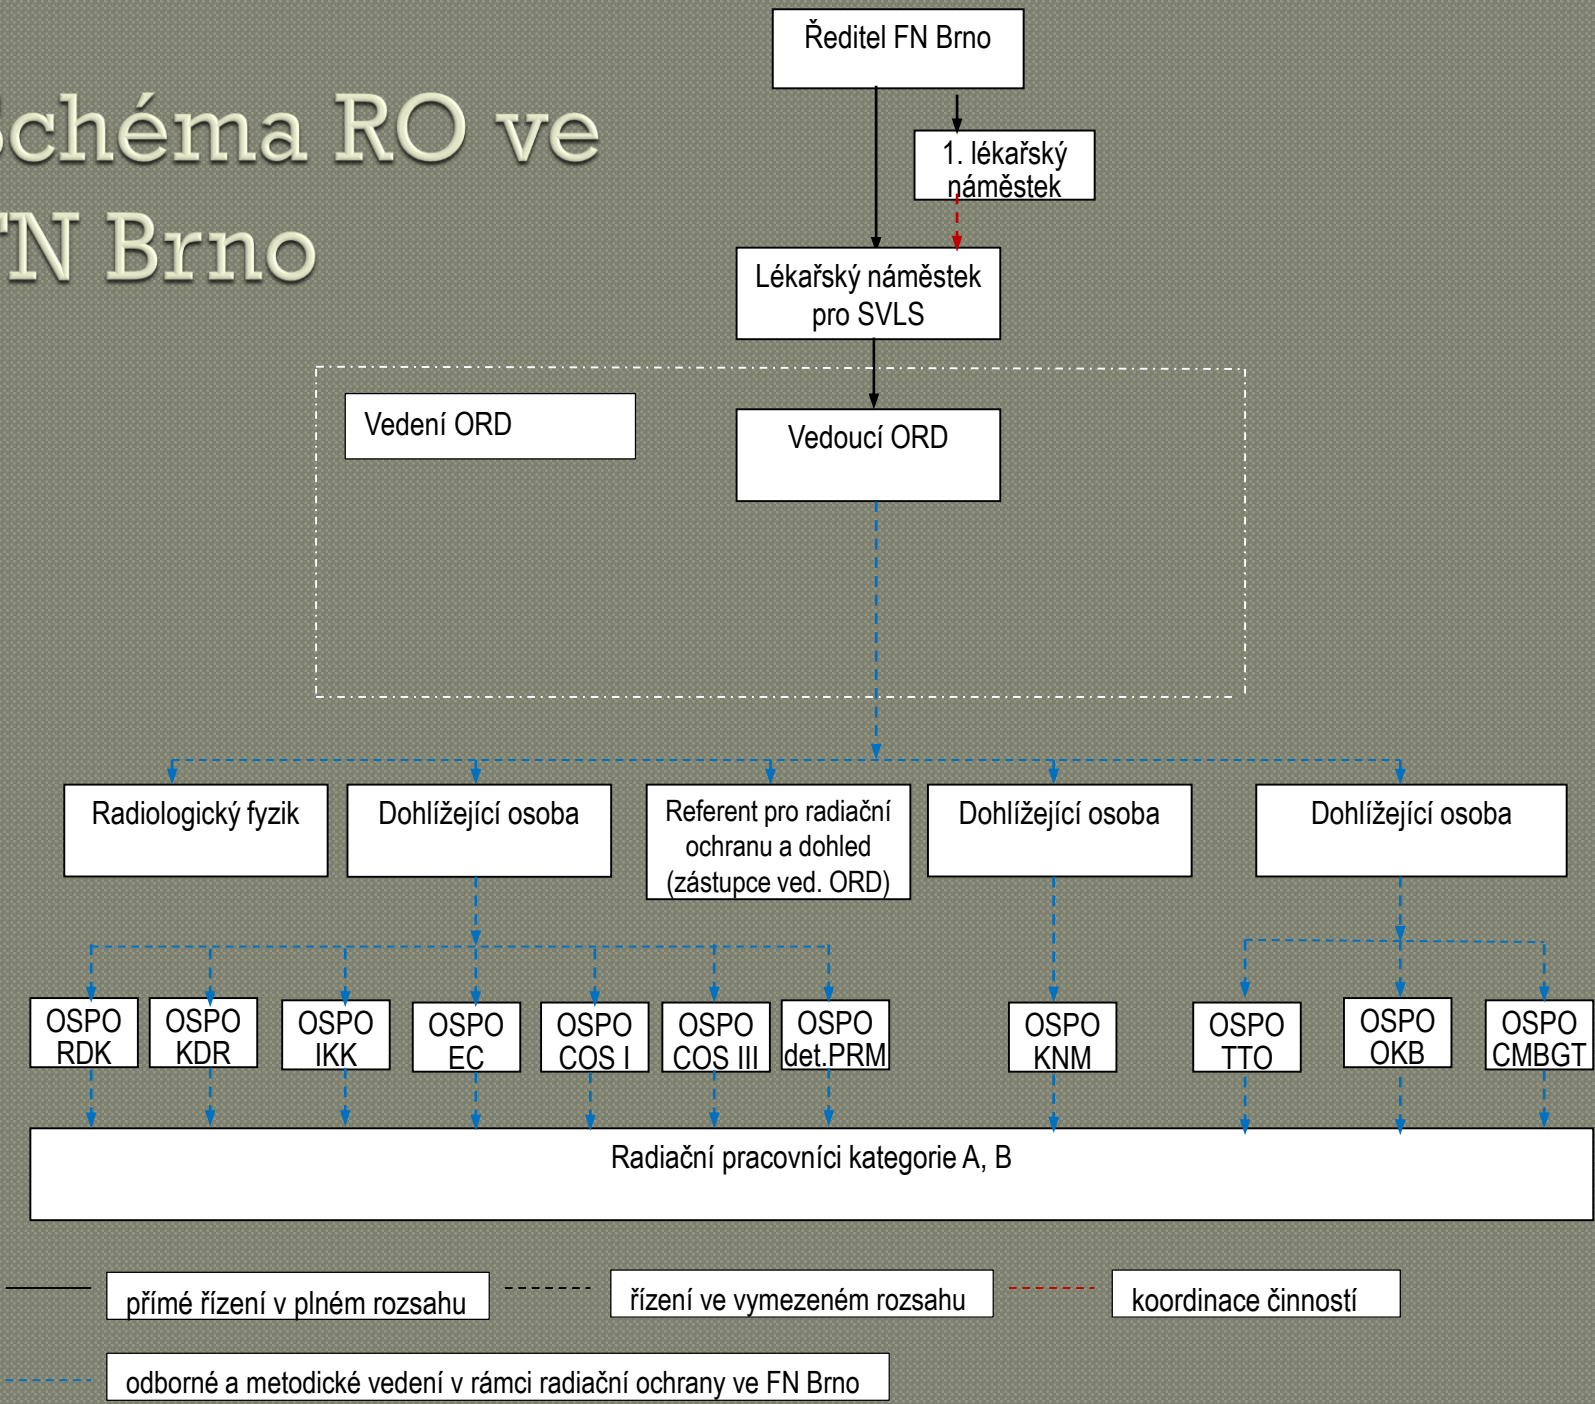 Schéma RO ve
FN Brno
Ředitel FN Brno
1. lékařský
náměstek
Lékařský náměstek
pro SVLS
Vedení ORD
Vedoucí ORD
Radiologický fyzik
Dohlížející osoba
Referent pro radiační
ochranu a dohled
(zástupce ved. ORD)
Dohlížející osoba
Dohlížející osoba
OSPO
RDK
OSPO
KDR
OSPO
IKK
OSPO
EC
OSPO
COS I
OSPO
COS III
OSPO
det.PRM
OSPO
KNM
OSPO
TTO
OSPO
OKB
OSPO
CMBGT
Radiační pracovníci kategorie A, B
přímé řízení v plném rozsahu
řízení ve vymezeném rozsahu
koordinace činností
odborné a metodické vedení v rámci radiační ochrany ve FN Brno